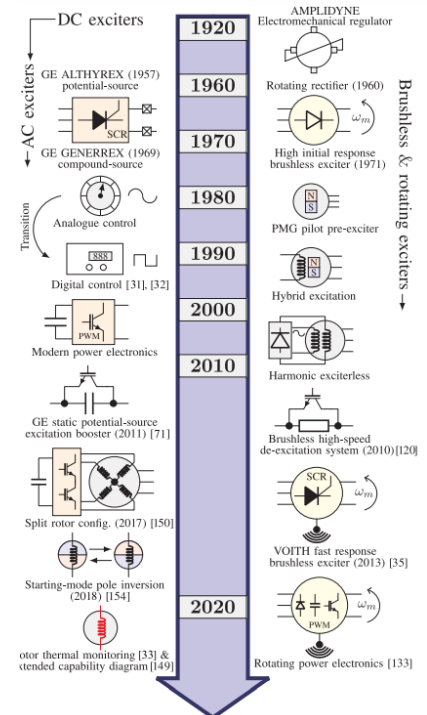 DC exciters
AC exciters
GE ALTHYREX (1957)
potential-source
SCR
GE GENERREX (1969)
compound-source
Transition
Analogue control
888
Digital control [31], [32]
PWM
Modern power electronics
GE static potential-source
excitation booster (2011) [71]
Split rotor config. (2017) [150]
Starting-mode pole inversion
(2018) [154]
otor thermal monitoring [33] &
xtended capability diagram [149]
1920
1960
1970
1980
1990
2000
2010
2020
AMPLIDYNE
Electromechanical regulator
Rotating rectifier (1960)
ωm
High initial response
brushless exciter (1971)
Brushless & rotating exciters
N
S
PMG pilot pre-exciter
N
S
Hybrid excitation
Harmonic exciterless
Brushless high-speed
de-excitation system (2010)[120]
SCR
ωm
VOITH fast response
brushless exciter (2013) [35]
PWM
ωm
Rotating power electronics [133]